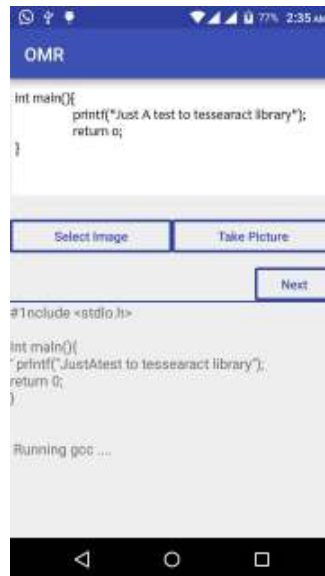 77% 2:35 AM
OMR
int main(){
printf("Just A test to tessearact library");
return o;
}
Select Image
Take Picture
Next
#1nclude <stdlo.h>
int maln(){
' printf("JustAtest to tessearact library");
return 0;
)
Running gcc ....